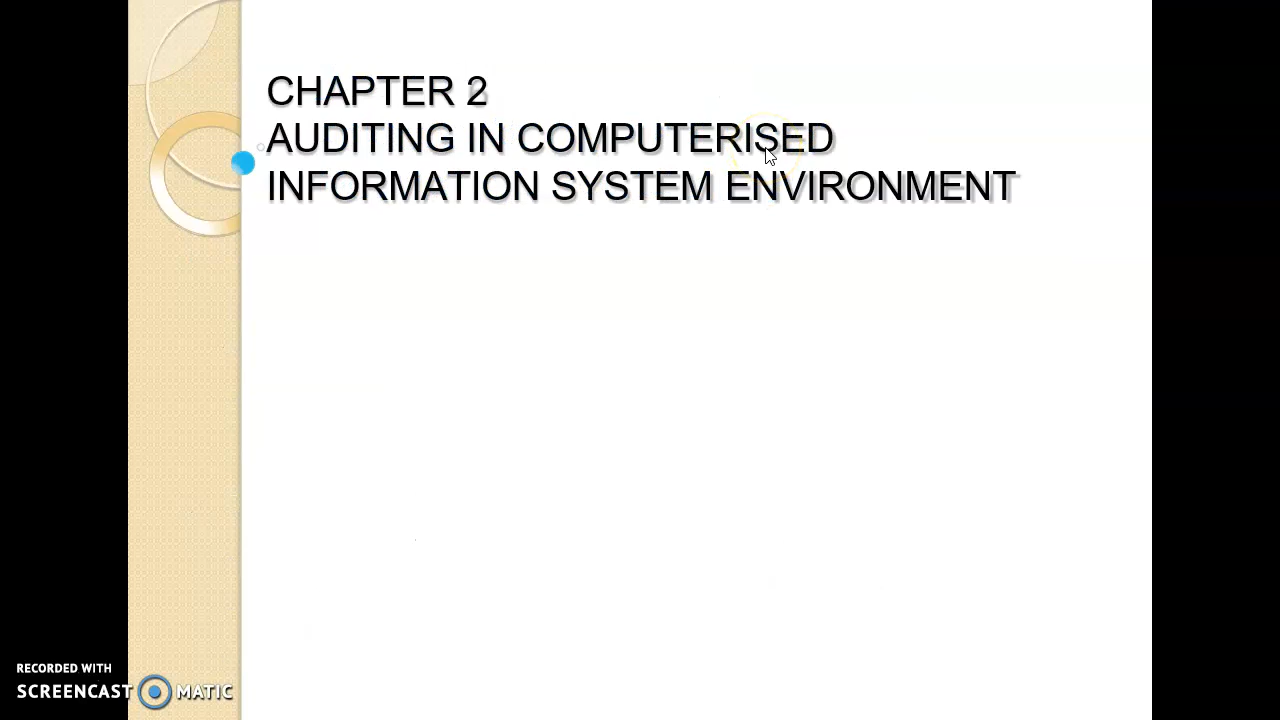 CHAPTER 2
AUDITING IN COMPUTERISED
INFORMATION SYSTEM ENVIRONMENT
RECORDED WITH
SCREENCAST MATIC